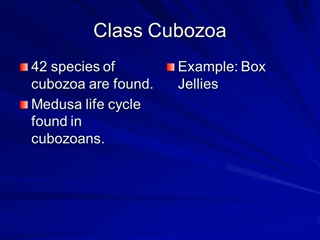 Class Cubozoa
42 species of
cubozoa are found.
Medusa life cycle
found in
cubozoans.
Example: Box
Jellies